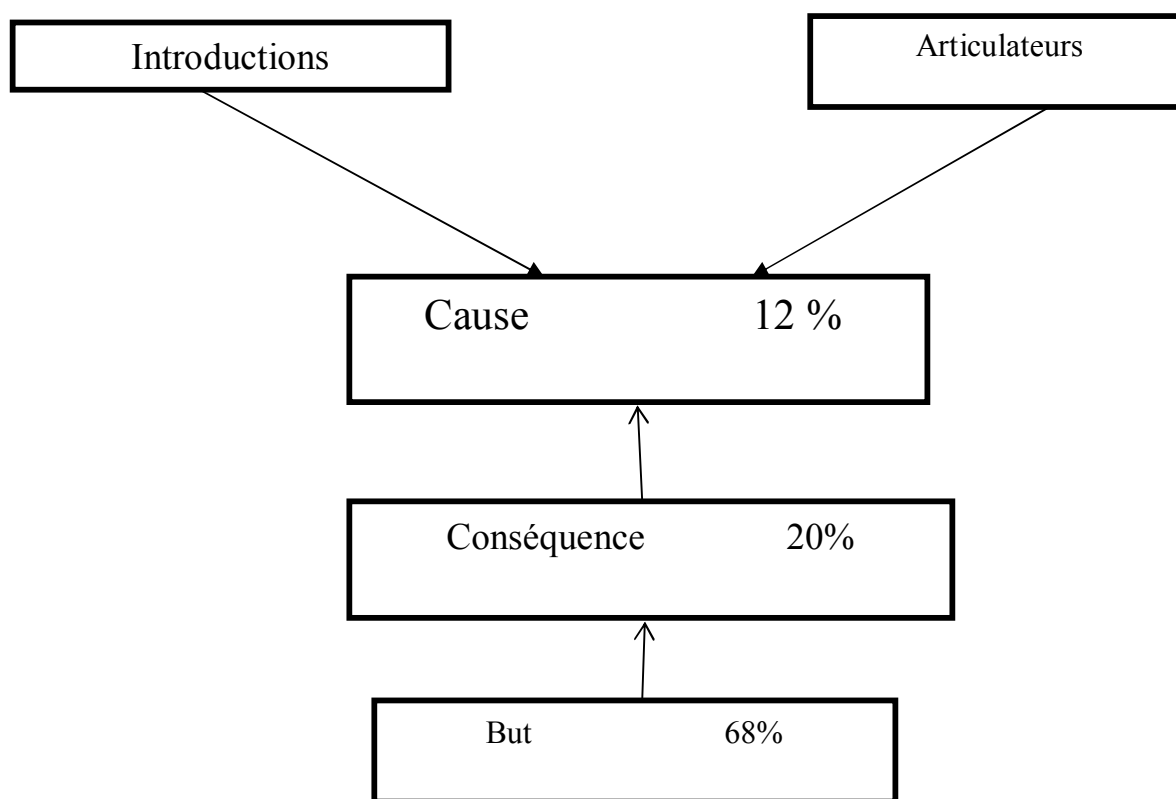 Introductions
Articulateurs
Cause 12 %
Conséquence 20%
But 68%